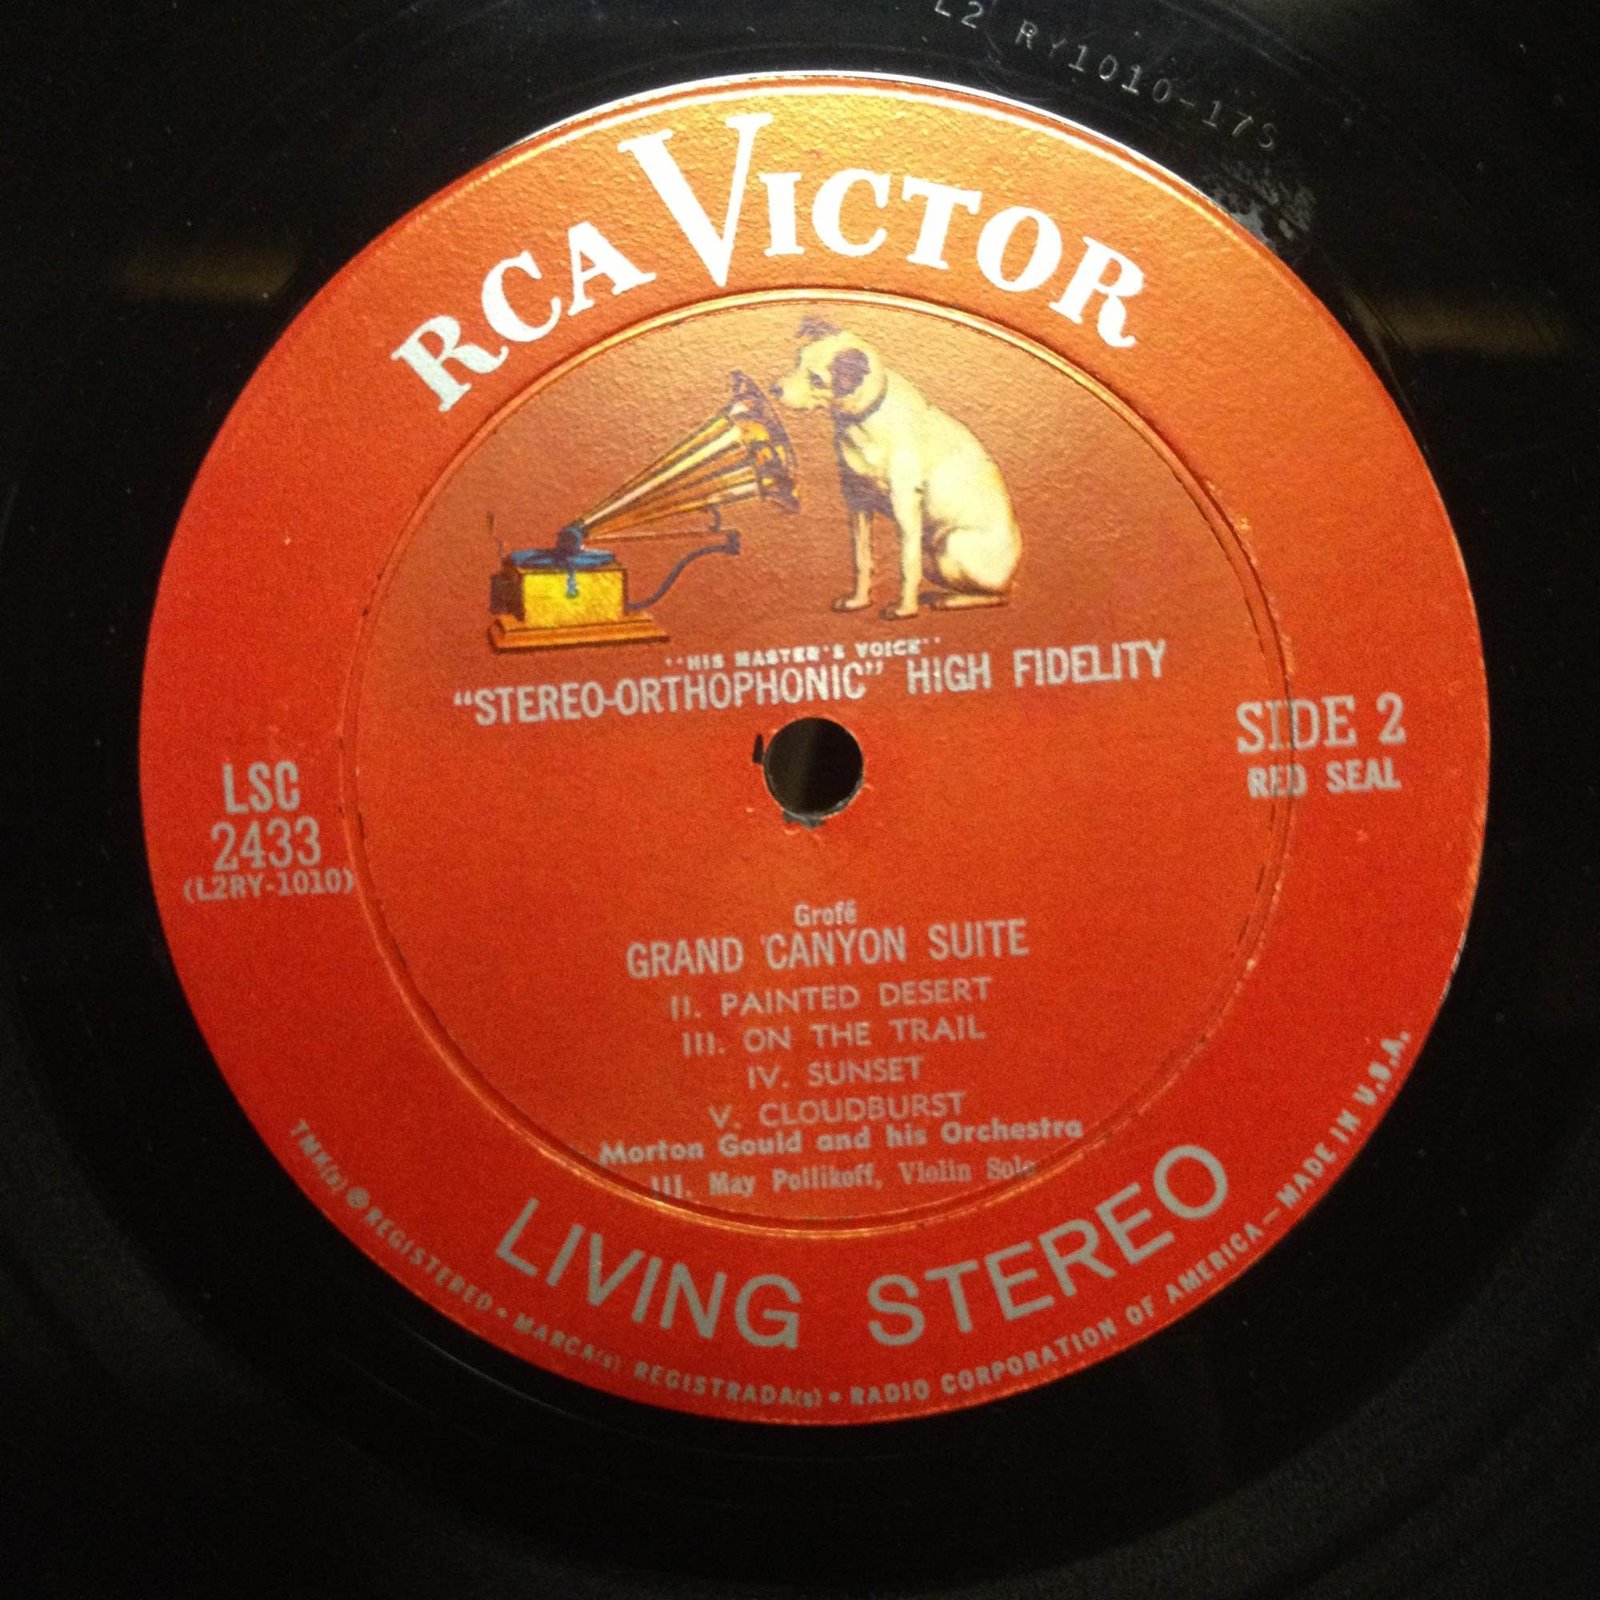 L2 RY1010-17S
RCA VICTOR
"HIS MASTER'S VOICE"
"STEREO-ORTHOPHONIC" HIGH FIDELITY
SIDE 2
RED SEAL
LSC
2433
(L2RY-1010)
Grofé
GRAND CANYON SUITE
II. PAINTED DESERT
III. ON THE TRAIL
IV. SUNSET
V. CLOUDBURST
Morton Gould and his Orchestra
III. May Pollikoff, Violin Solo
LIVING STEREO
TMK(s) ® REGISTERED • MARCA(s) REGISTRADA(s) • RADIO CORPORATION OF AMERICA—MADE IN U.S.A.